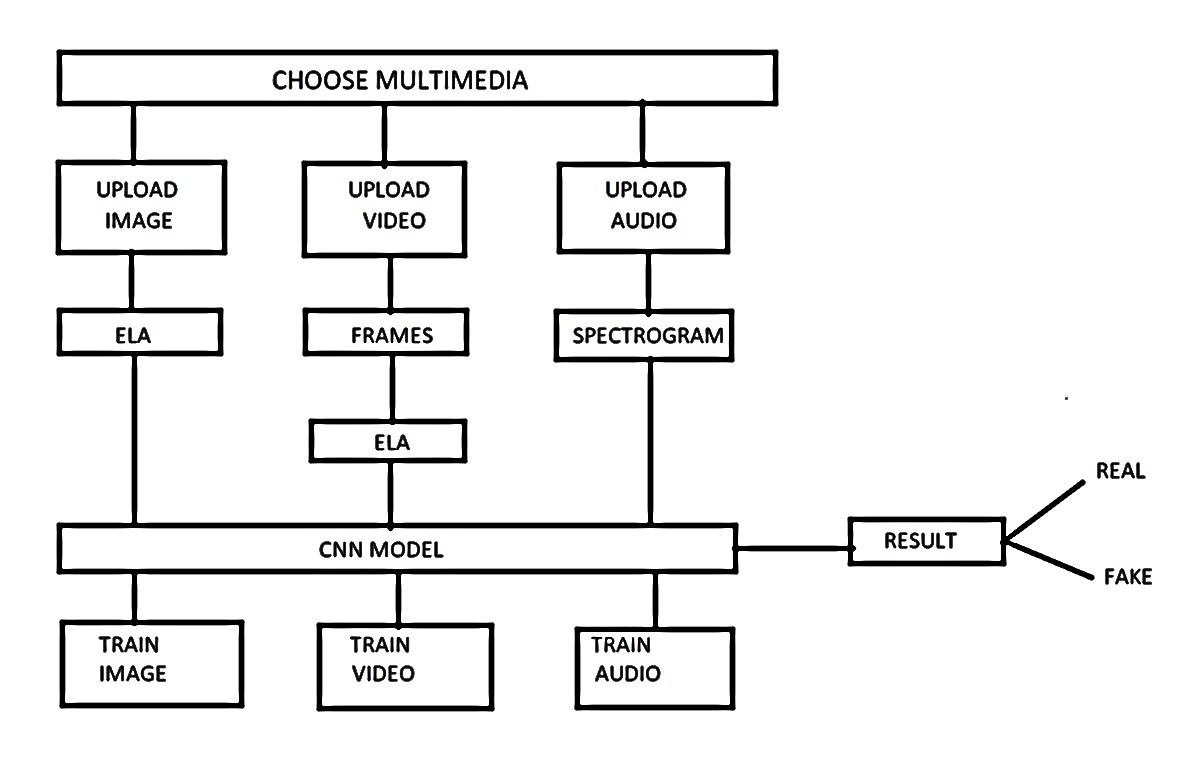 CHOOSE MULTIMEDIA
UPLOAD
IMAGE
UPLOAD
VIDEO
UPLOAD
AUDIO
ELA
FRAMES
SPECTROGRAM
ELA
CNN MODEL
RESULT
REAL
FAKE
TRAIN
IMAGE
TRAIN
VIDEO
TRAIN
AUDIO